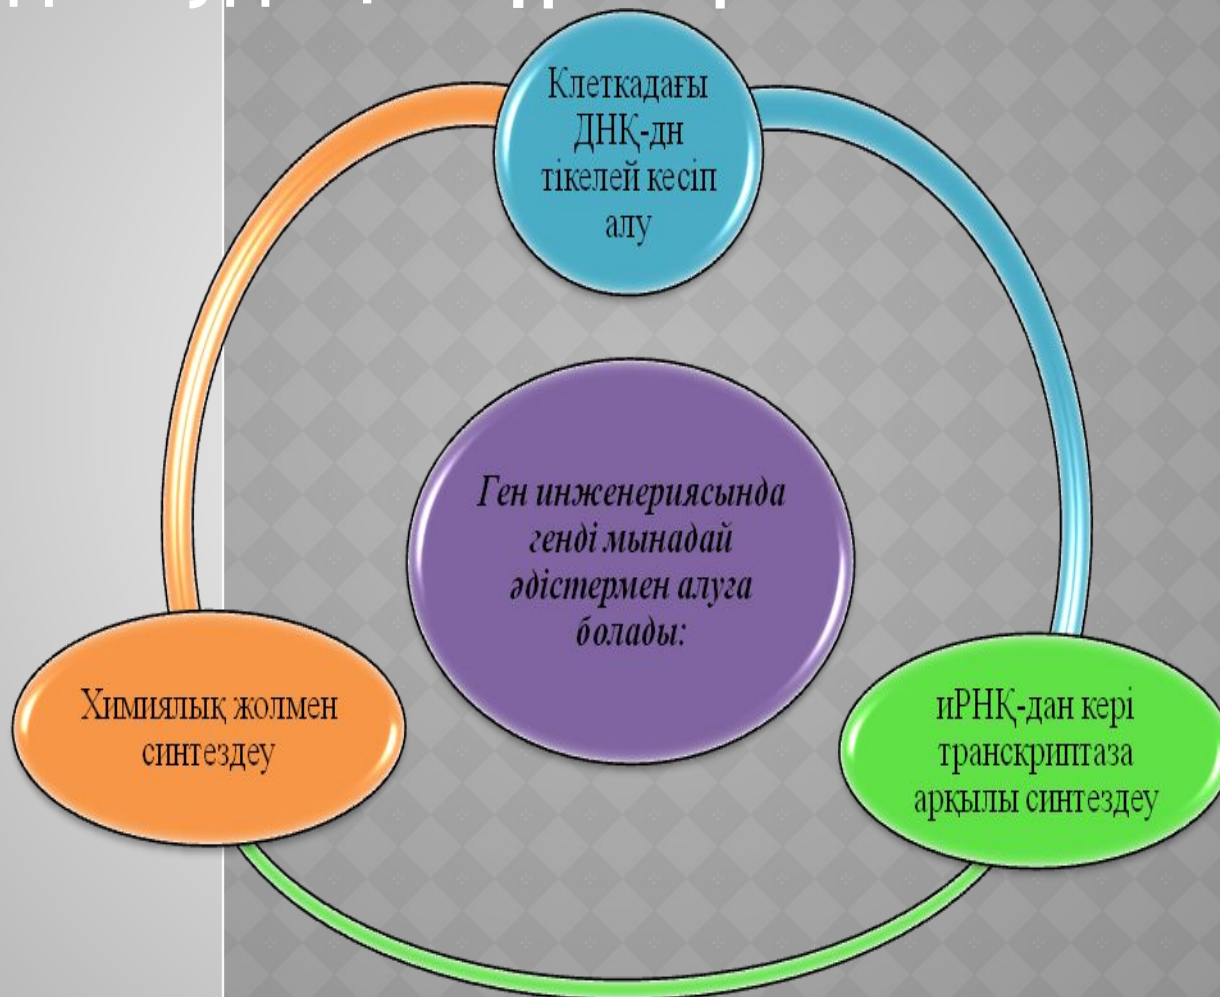 Клеткадағы
ДНҚ-дн
тікелей кесіп
алу
Ген инженериясында
генді мынадай
әдістермен алуға
болады:
Химиялық жолмен
синтездеу
иРНҚ-дан кері
транскриптаза
арқылы синтездеу